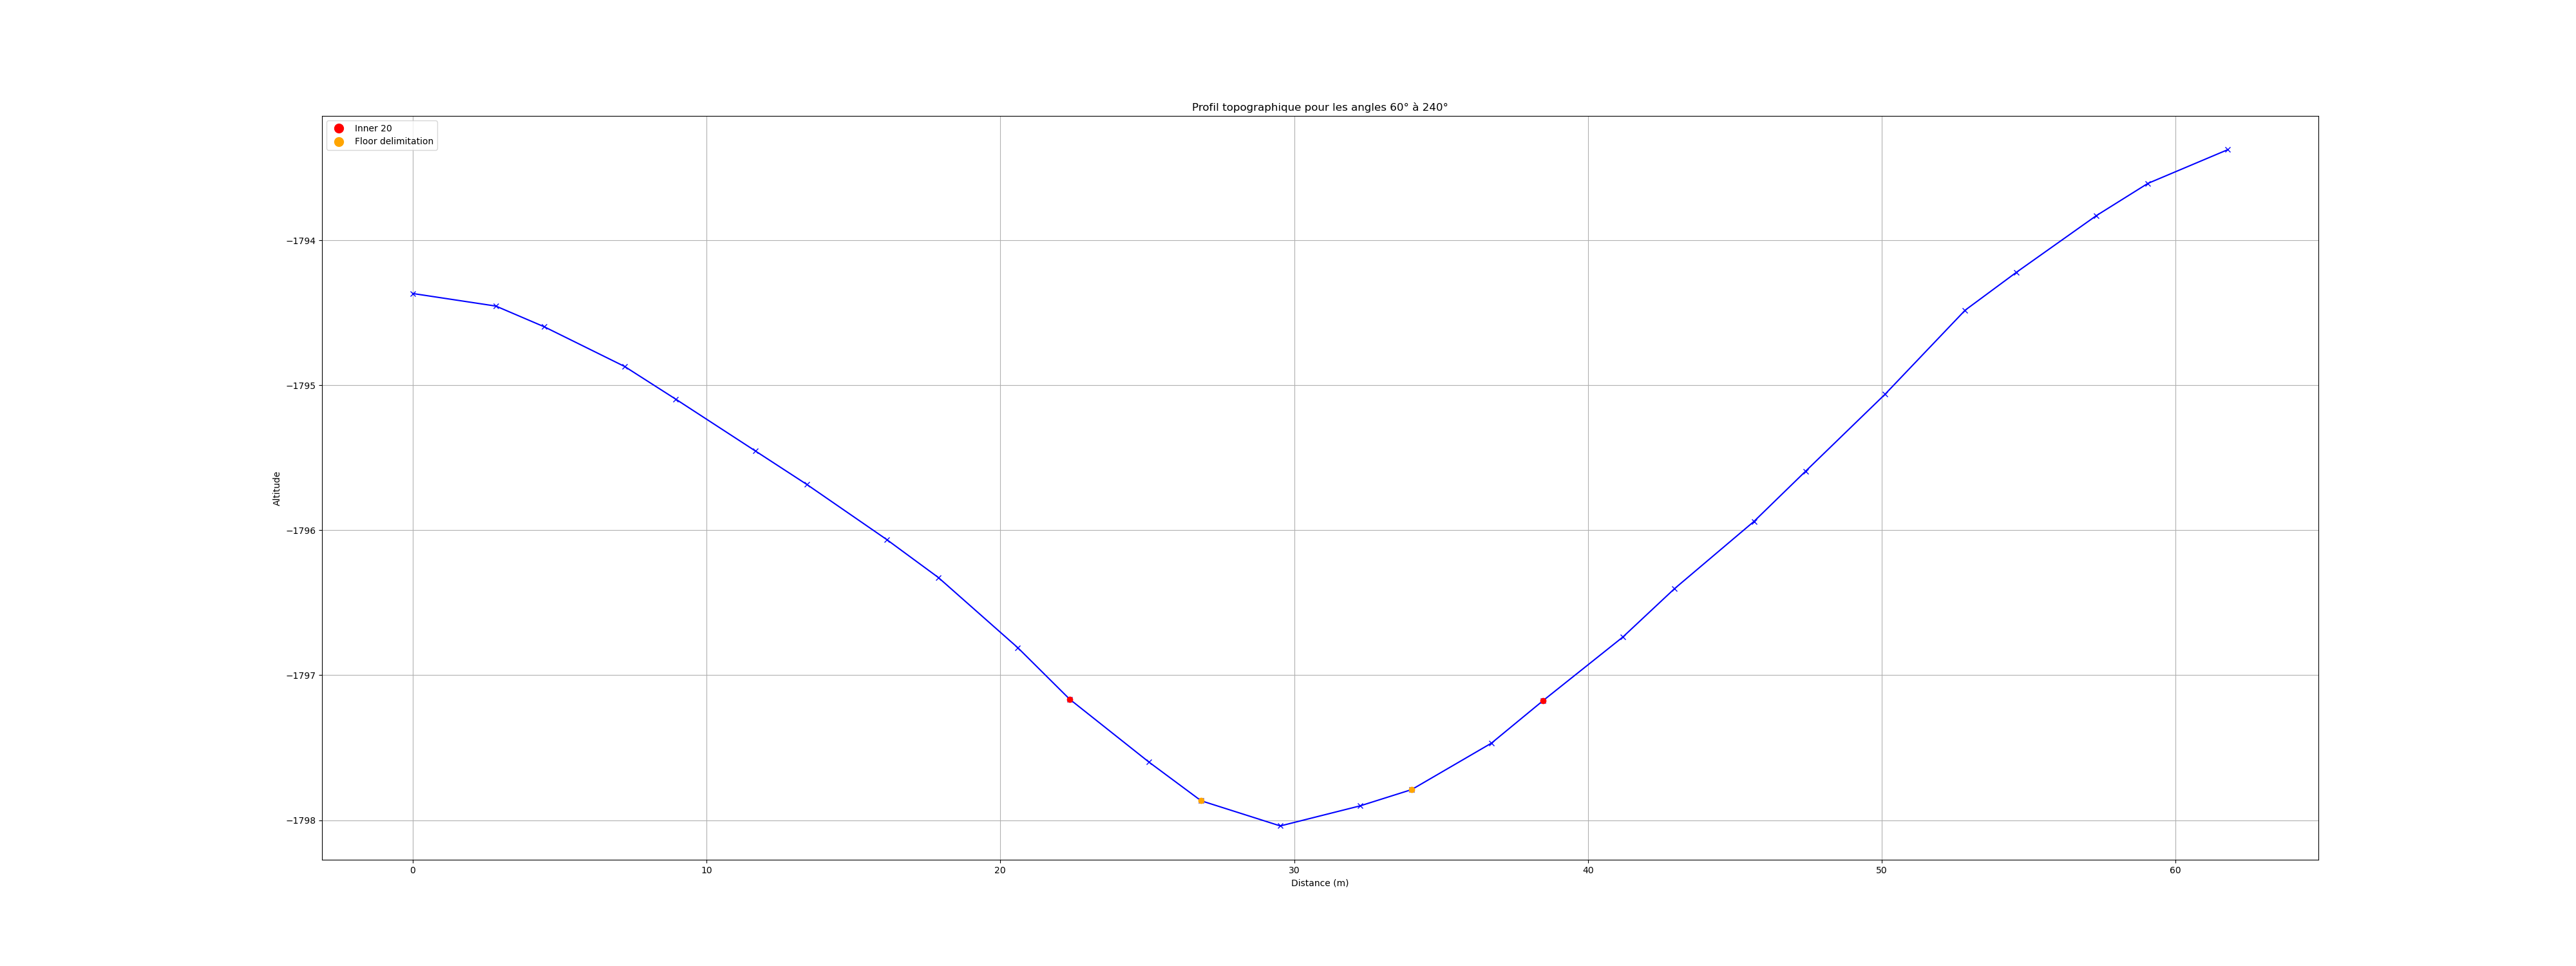 Profil topographique pour les angles 60° à 240°
Inner 20
Floor delimitation
−1794
−1795
−1796
−1797
−1798
Altitude
0 10 20 30 40 50 60
Distance (m)